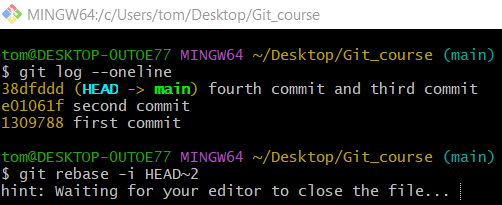 MINGW64:/c/Users/tom/Desktop/Git_course
tom@DESKTOP-OUTOE77 MINGW64 ~/Desktop/Git_course (main)
$ git log --oneline
38dfddd (HEAD -> main) fourth commit and third commit
e01061f second commit
1309788 first commit
tom@DESKTOP-OUTOE77 MINGW64 ~/Desktop/Git_course (main)
$ git rebase -i HEAD~2
hint: Waiting for your editor to close the file...